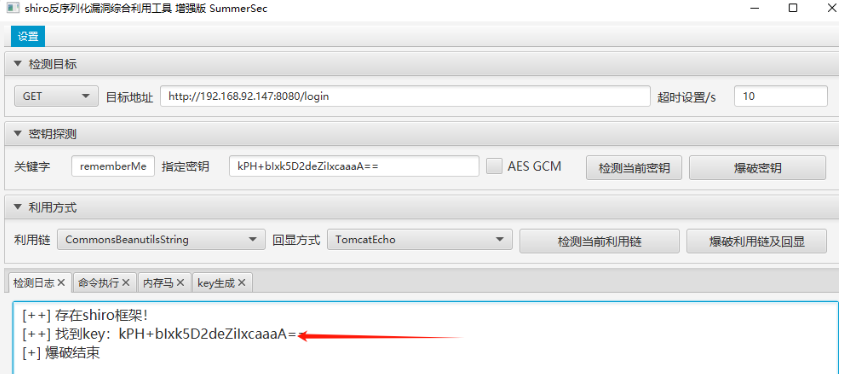 shiro反序列化漏洞综合利用工具 增强版 SummerSec
设置
检测目标
GET 目标地址 http://192.168.92.147:8080/login 超时设置/s 10
密钥探测
关键字 rememberMe 指定密钥 kPH+bIxk5D2deZiIxcaaaA== AES GCM 检测当前密钥 爆破密钥
利用方式
利用链 CommonsBeanutilsString 回显方式 TomcatEcho 检测当前利用链 爆破利用链及回显
检测日志 命令执行 内存马 key生成
[++] 存在shiro框架!
[++] 找到key：kPH+bIxk5D2deZiIxcaaaA==
[+] 爆破结束